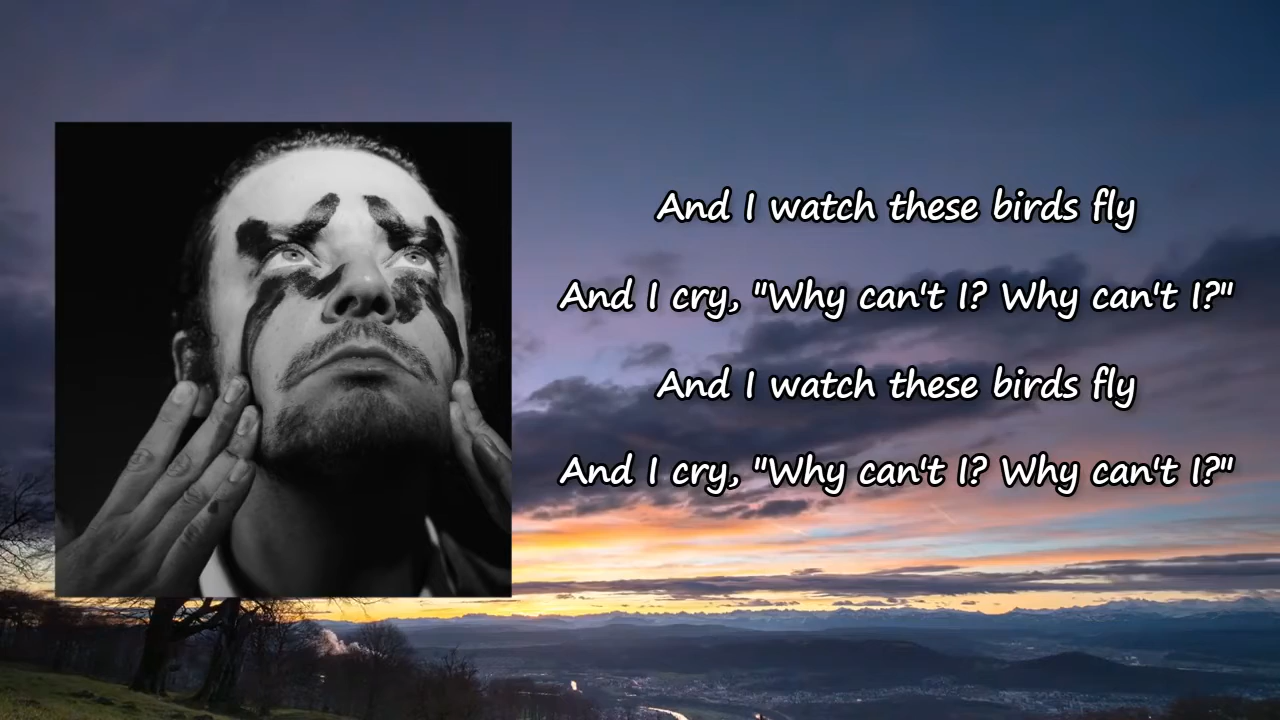 And I watch these birds fly
And I cry, "Why can't I? Why can't I?"
And I watch these birds fly
And I cry, "Why can't I? Why can't I?"